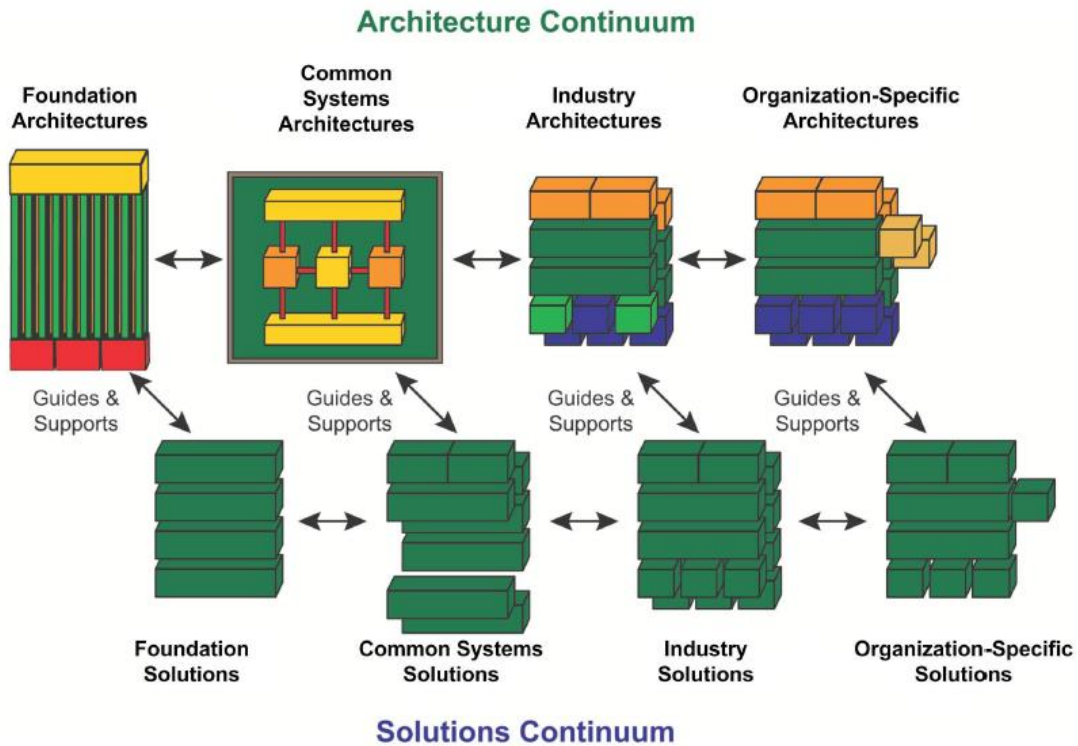 Architecture Continuum
Foundation
Architectures
Common
Systems
Architectures
Industry
Architectures
Organization-Specific
Architectures
Guides &
Supports
Guides &
Supports
Guides &
Supports
Guides &
Supports
Foundation
Solutions
Common Systems
Solutions
Industry
Solutions
Organization-Specific
Solutions
Solutions Continuum